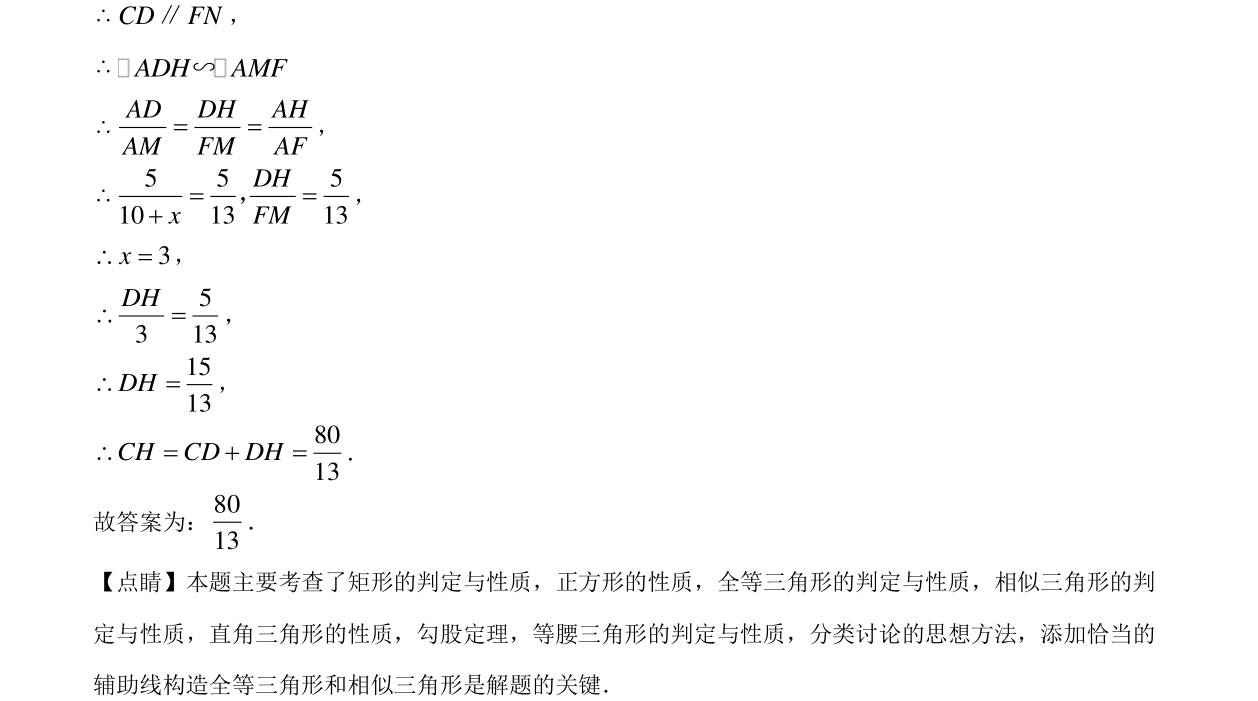 ∴ CD ∥ FN ，
∴ □ ADH∽□ AMF
∴ AD/AM = DH/FM = AH/AF ，
∴ 5/(10+x) = 5/13 , DH/FM = 5/13 ，
∴ x = 3 ，
∴ DH/3 = 5/13 ，
∴ DH = 15/13 ，
∴ CH = CD + DH = 80/13 ．
故答案为： 80/13 ．
【点睛】本题主要考查了矩形的判定与性质，正方形的性质，全等三角形的判定与性质，相似三角形的判
定与性质，直角三角形的性质，勾股定理，等腰三角形的判定与性质，分类讨论的思想方法，添加恰当的
辅助线构造全等三角形和相似三角形是解题的关键．